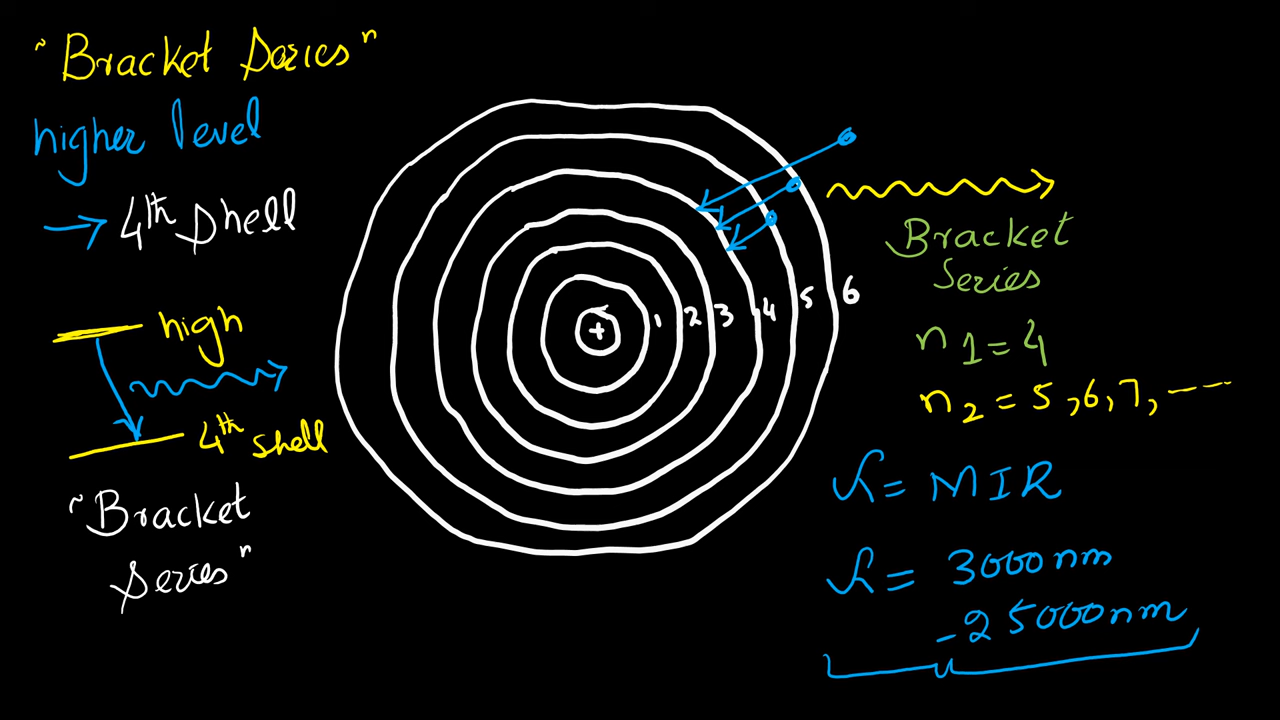 "Bracket Series"
higher level
→ 4th Shell
high
4th shell
"Bracket
Series"
+
1 2 3 4 5 6
Bracket
Series
n1 = 4
n2 = 5, 6, 7, ----
λ = MIR
λ = 3000nm
-25000nm